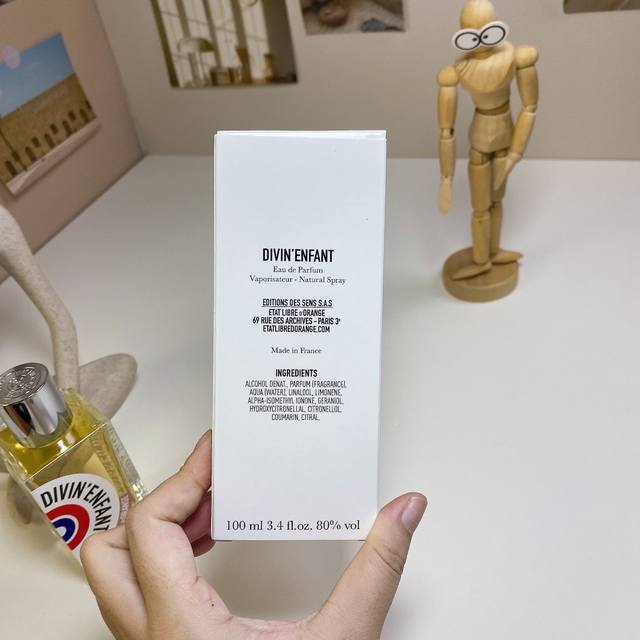 DIVIN'ENFANT
Eau de Parfum
Vaporisateur - Natural Spray
EDITIONS DES SENS S.A.S
ETAT LIBRE D'ORANGE
69 RUE DES ARCHIVES - PARIS 3e
ETATLIBREDORANGE.COM
Made in France
INGREDIENTS
ALCOHOL DENAT., PARFUM (FRAGRANCE),
AQUA (WATER), LINALOOL, LIMONENE,
ALPHA-ISOMETHYL IONONE, GERANIOL,
HYDROXYCITRONELLAL, CITRONELLOL,
COUMARIN, CITRAL.
100 ml 3.4 fl.oz. 80% vol
DIVIN'ENFANT